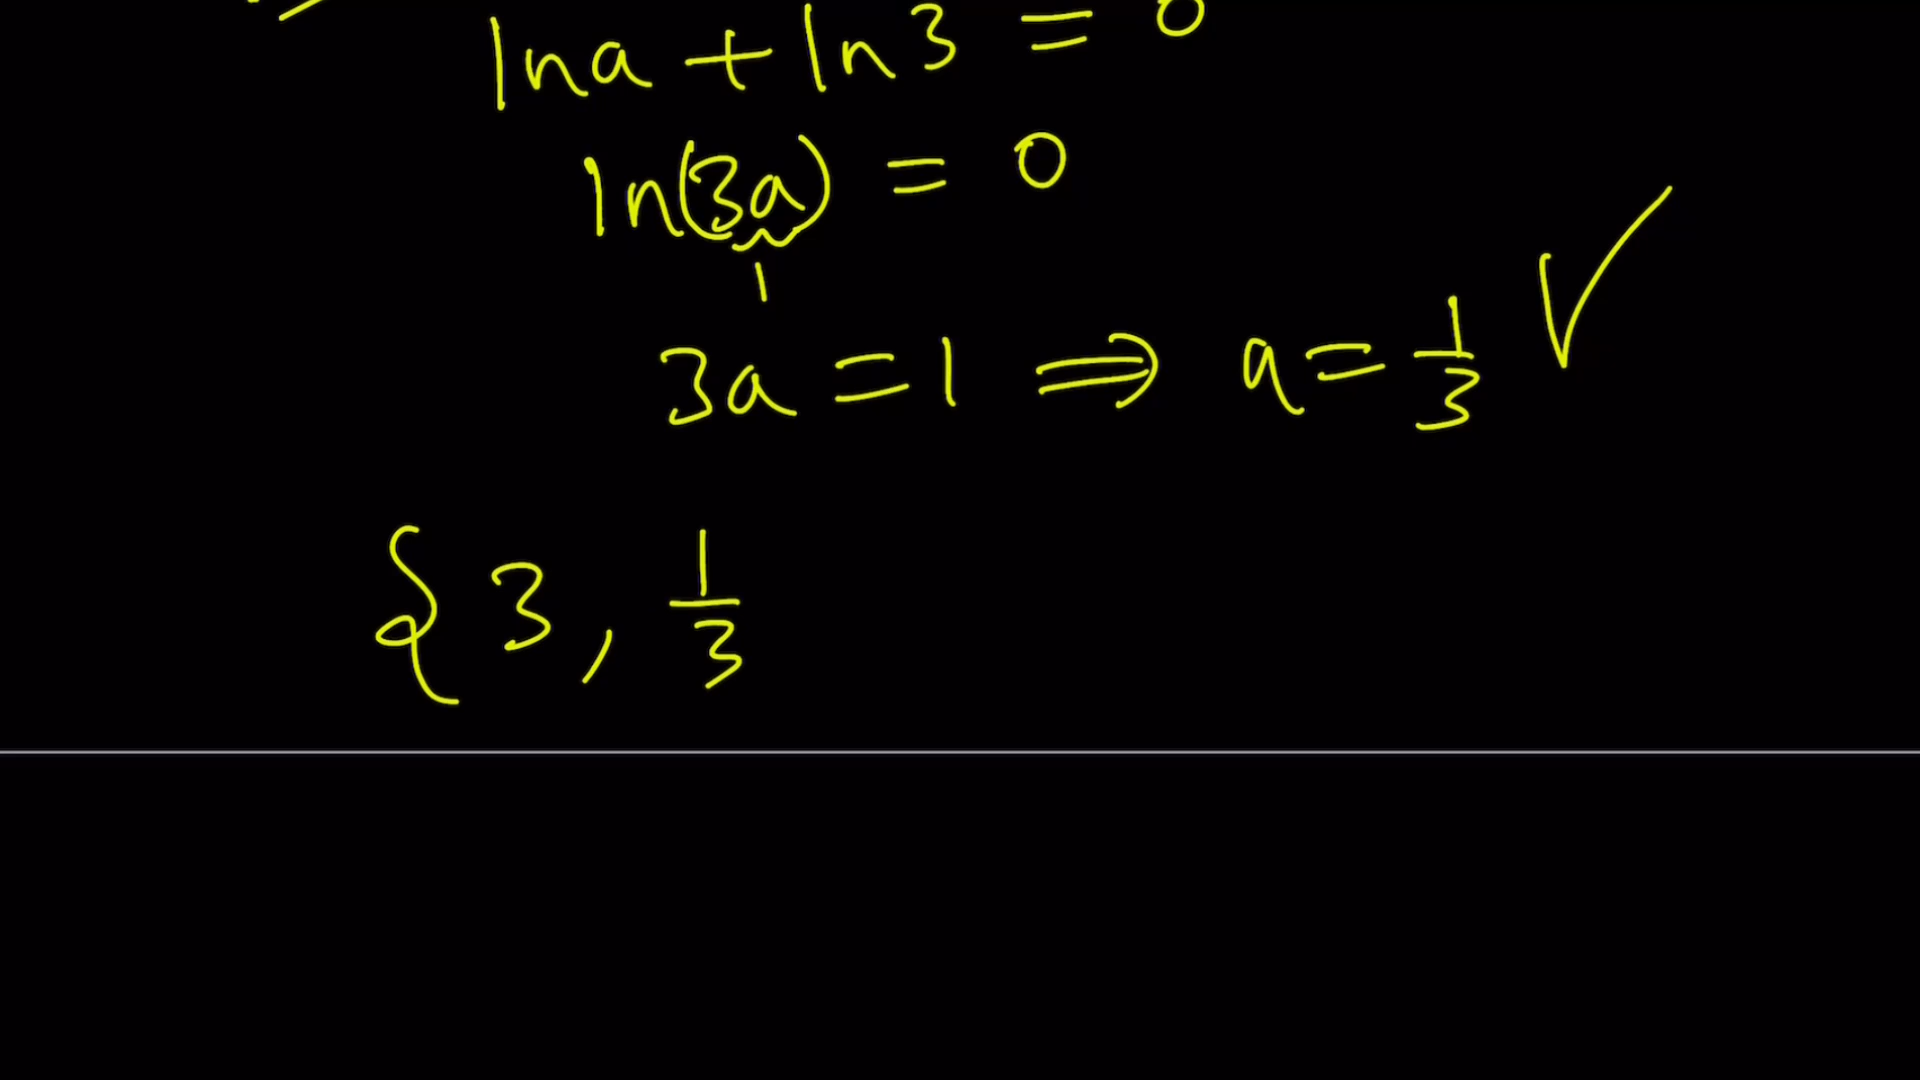 ln a + ln 3 = 0
ln(3a) = 0
1
3a = 1 ⟹ a = 1/3 ✓
{ 3, 1/3